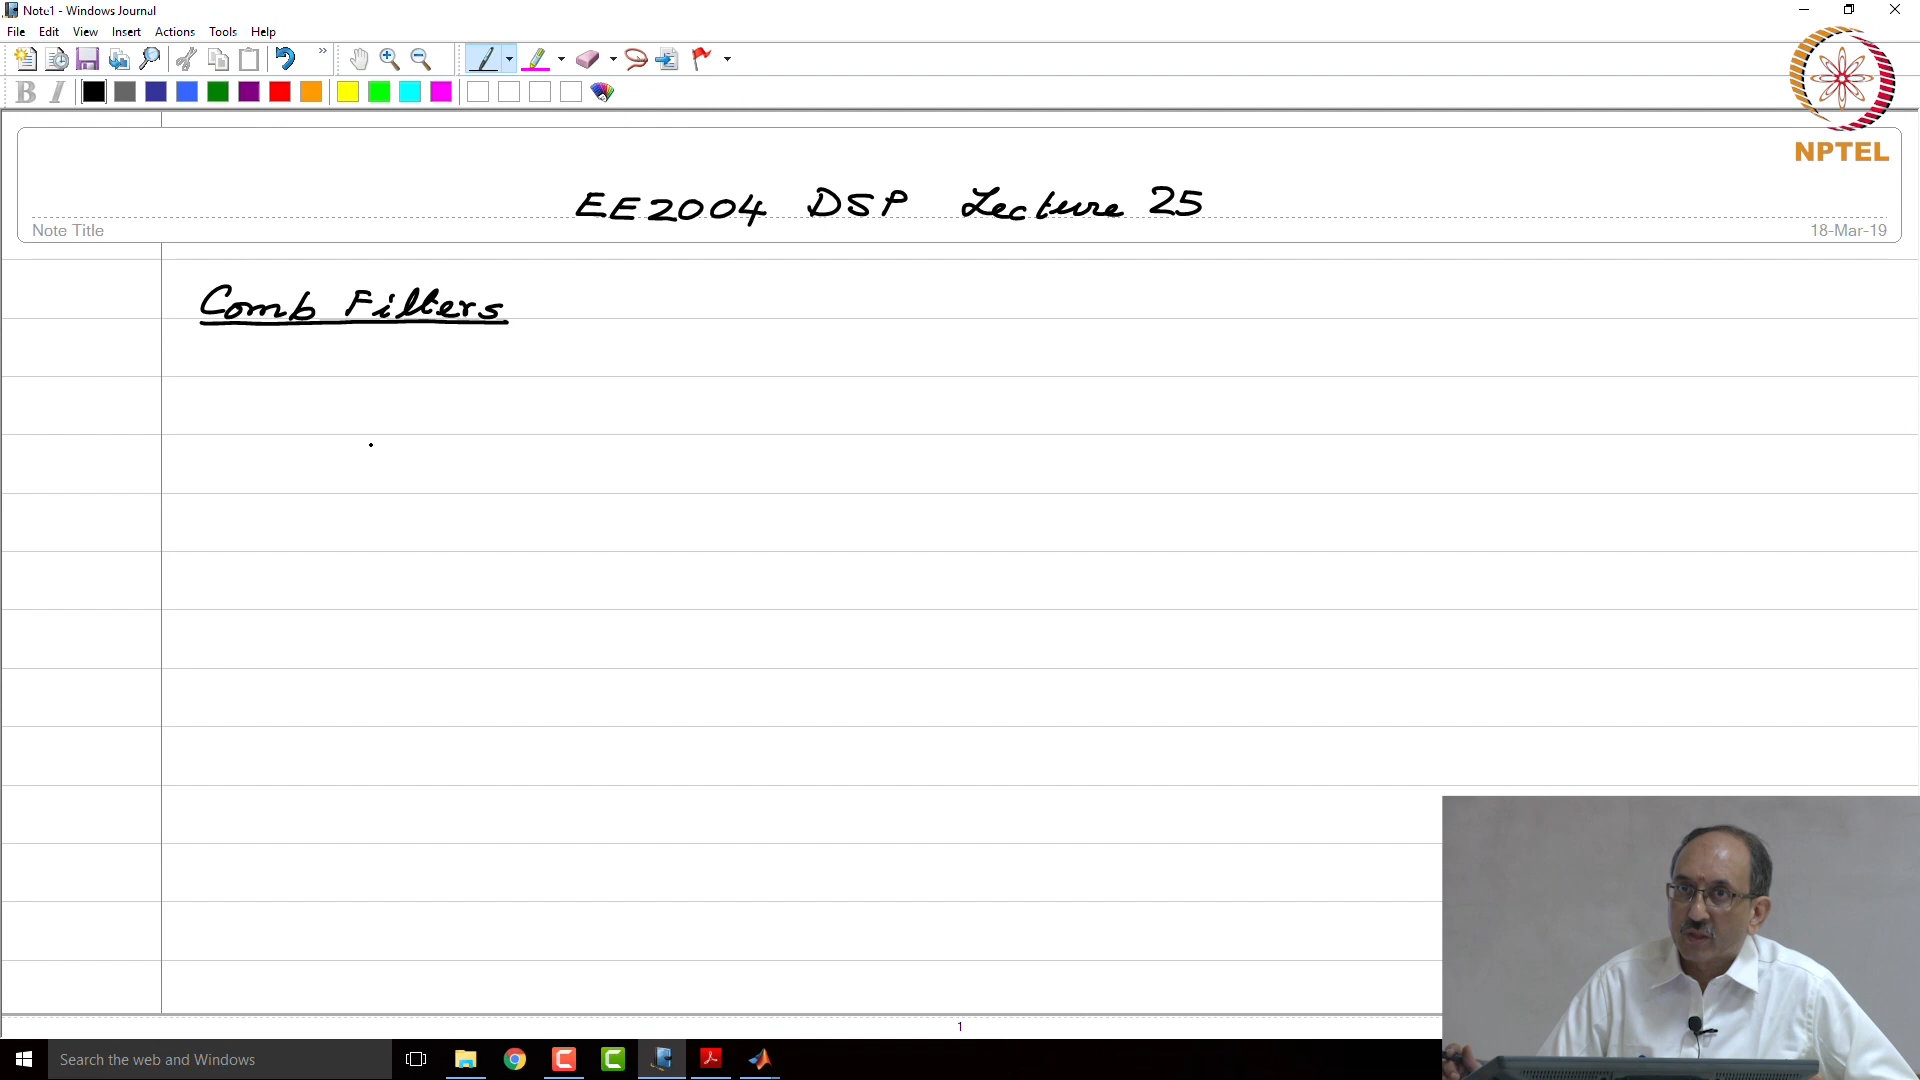 Note1 - Windows Journal
File Edit View Insert Actions Tools Help
B I
NPTEL
EE2004 DSP Lecture 25
Note Title
18-Mar-19
Comb Filters
1
Search the web and Windows